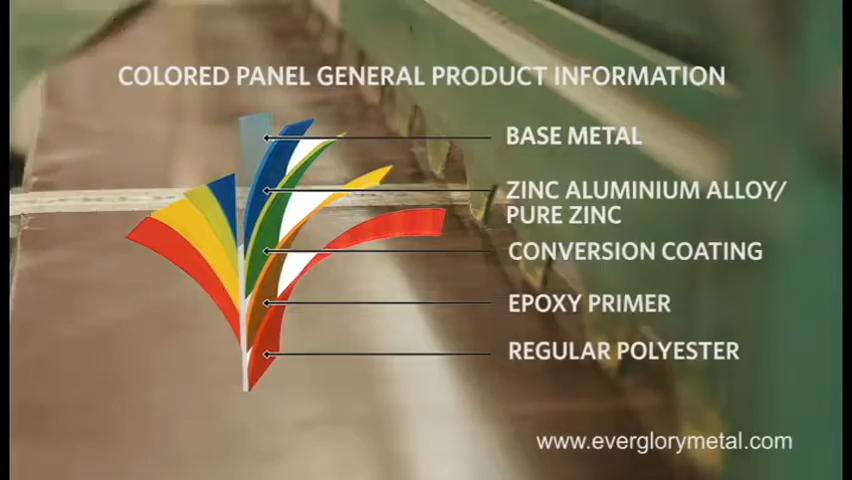 COLORED PANEL GENERAL PRODUCT INFORMATION
BASE METAL
ZINC ALUMINIUM ALLOY/
PURE ZINC
CONVERSION COATING
EPOXY PRIMER
REGULAR POLYESTER
www.everglorymetal.com